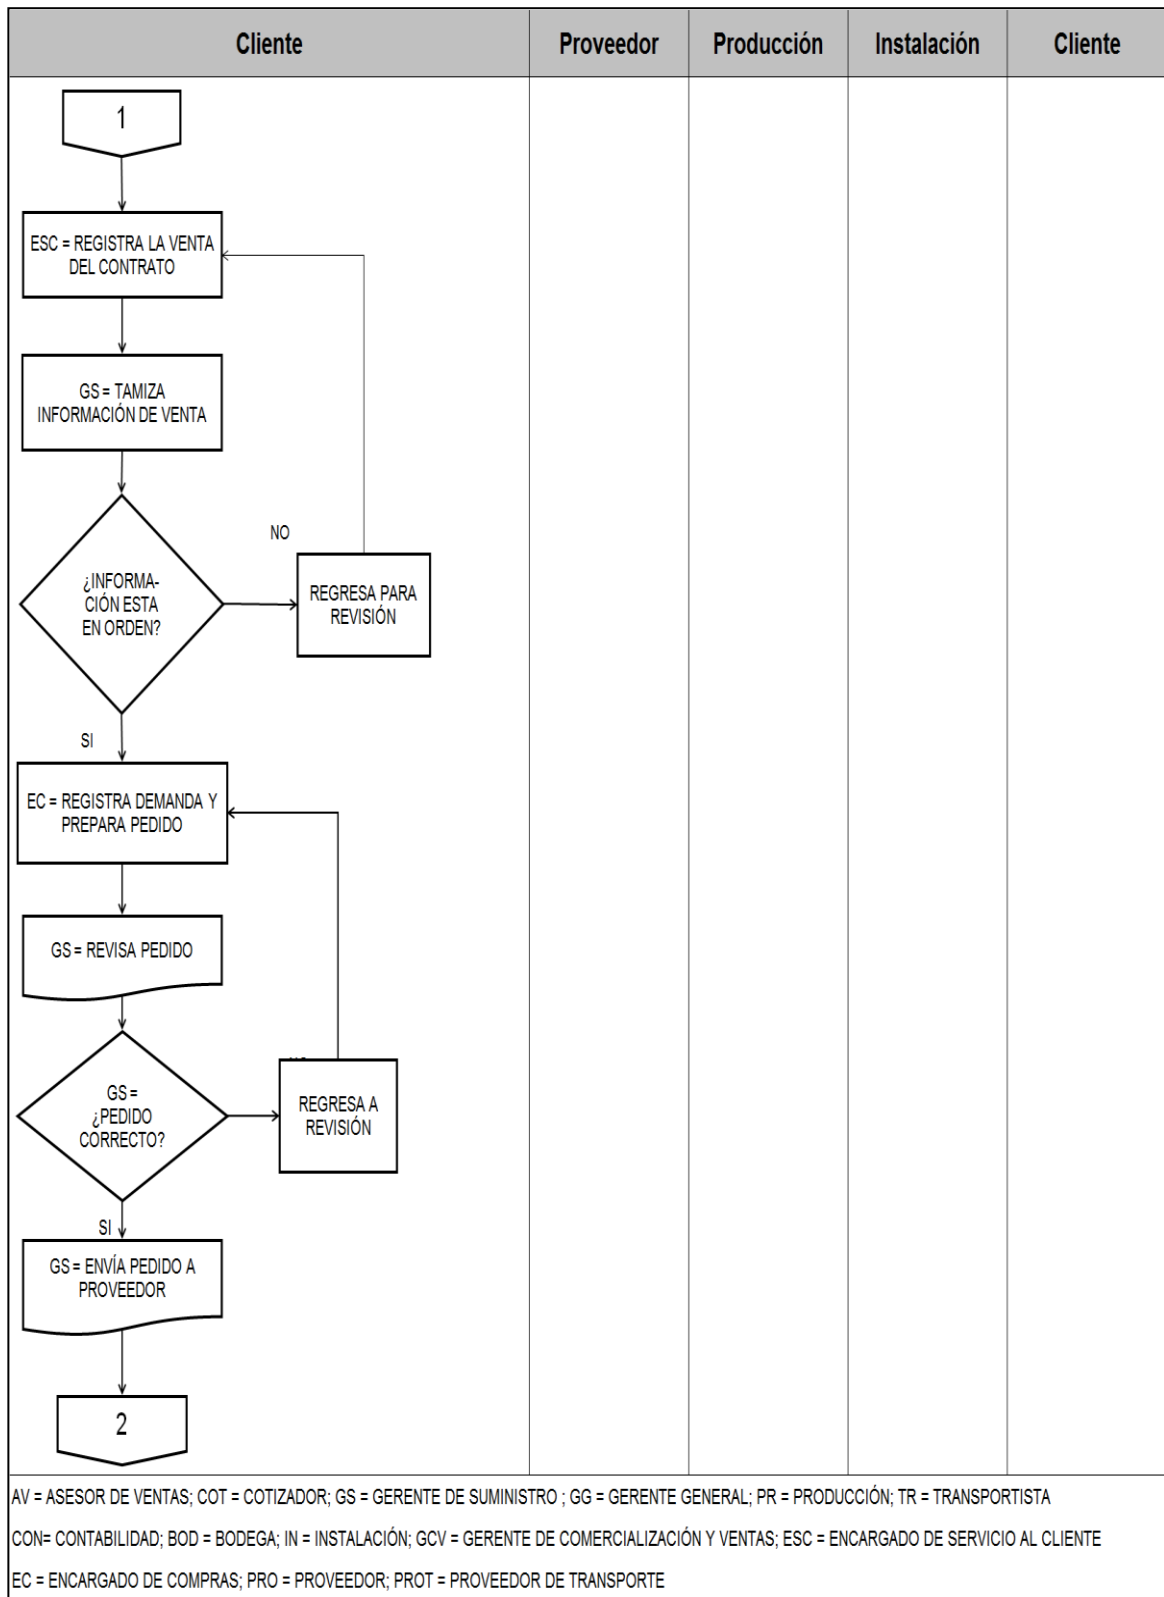 Cliente
Proveedor
Producción
Instalación
Cliente
1
ESC = REGISTRA LA VENTA
DEL CONTRATO
GS = TAMIZA
INFORMACIÓN DE VENTA
¿INFORMA-
CIÓN ESTA
EN ORDEN?
NO
REGRESA PARA
REVISIÓN
SI
EC = REGISTRA DEMANDA Y
PREPARA PEDIDO
GS = REVISA PEDIDO
GS =
¿PEDIDO
CORRECTO?
REGRESA A
REVISIÓN
SI
GS = ENVÍA PEDIDO A
PROVEEDOR
2
AV = ASESOR DE VENTAS; COT = COTIZADOR; GS = GERENTE DE SUMINISTRO ; GG = GERENTE GENERAL; PR = PRODUCCIÓN; TR = TRANSPORTISTA
CON= CONTABILIDAD; BOD = BODEGA; IN = INSTALACIÓN; GCV = GERENTE DE COMERCIALIZACIÓN Y VENTAS; ESC = ENCARGADO DE SERVICIO AL CLIENTE
EC = ENCARGADO DE COMPRAS; PRO = PROVEEDOR; PROT = PROVEEDOR DE TRANSPORTE